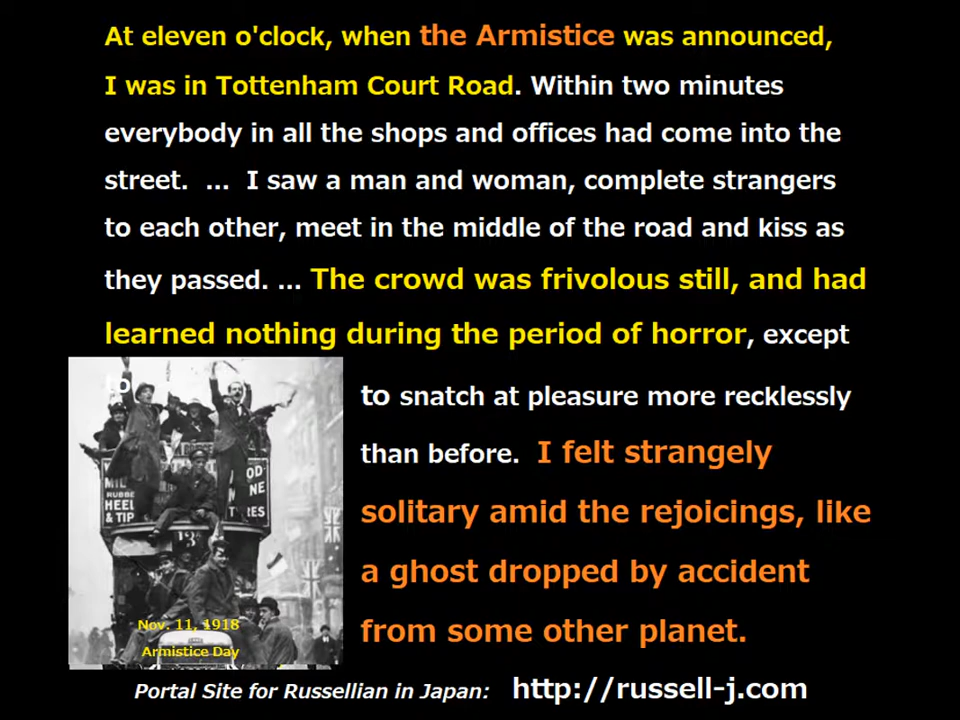 At eleven o'clock, when the Armistice was announced,
I was in Tottenham Court Road. Within two minutes
everybody in all the shops and offices had come into the
street.  ...  I saw a man and woman, complete strangers
to each other, meet in the middle of the road and kiss as
they passed. ... The crowd was frivolous still, and had
learned nothing during the period of horror, except
to
to snatch at pleasure more recklessly
than before.  I felt strangely
solitary amid the rejoicings, like
a ghost dropped by accident
from some other planet.
RUBBE
HEEL
& TIP
13
Nov. 11, 1918
Armistice Day
Portal Site for Russellian in Japan:   http://russell-j.com